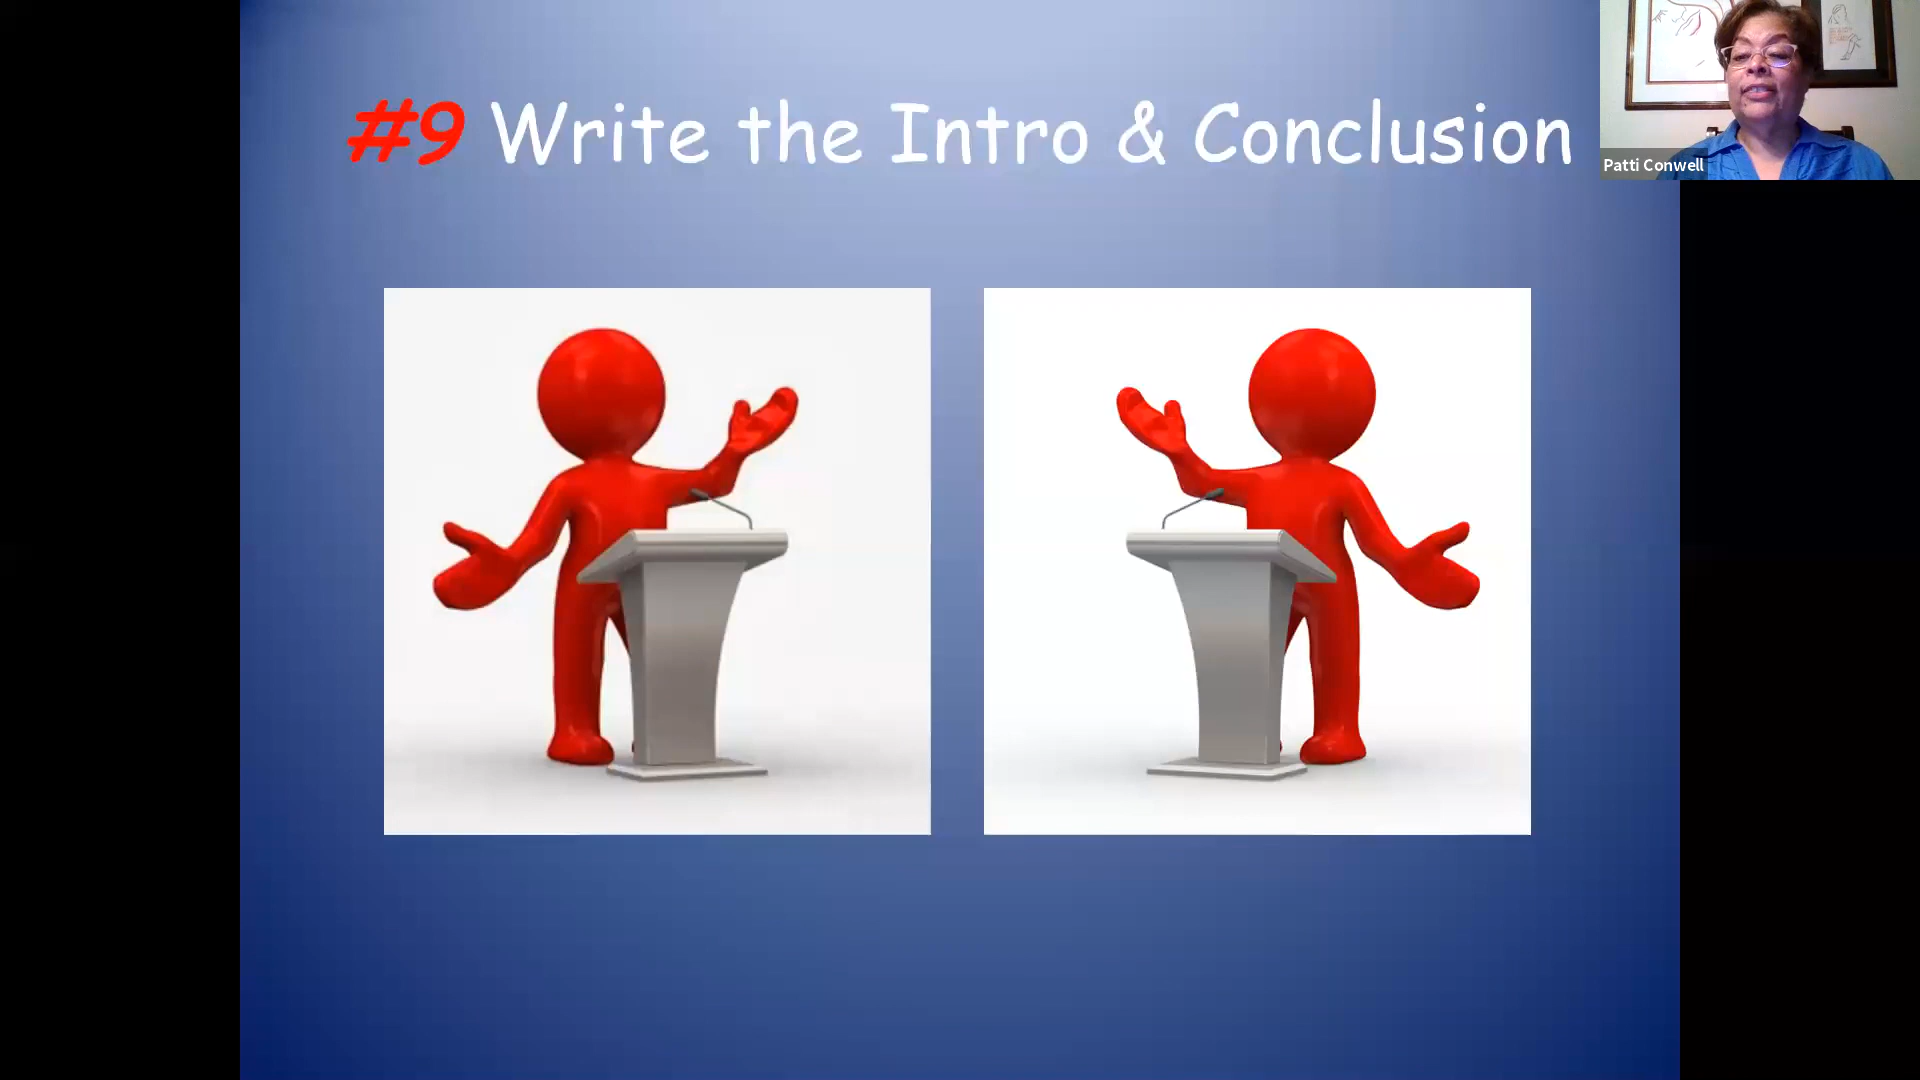 #9 Write the Intro & Conclusion
Patti Conwell